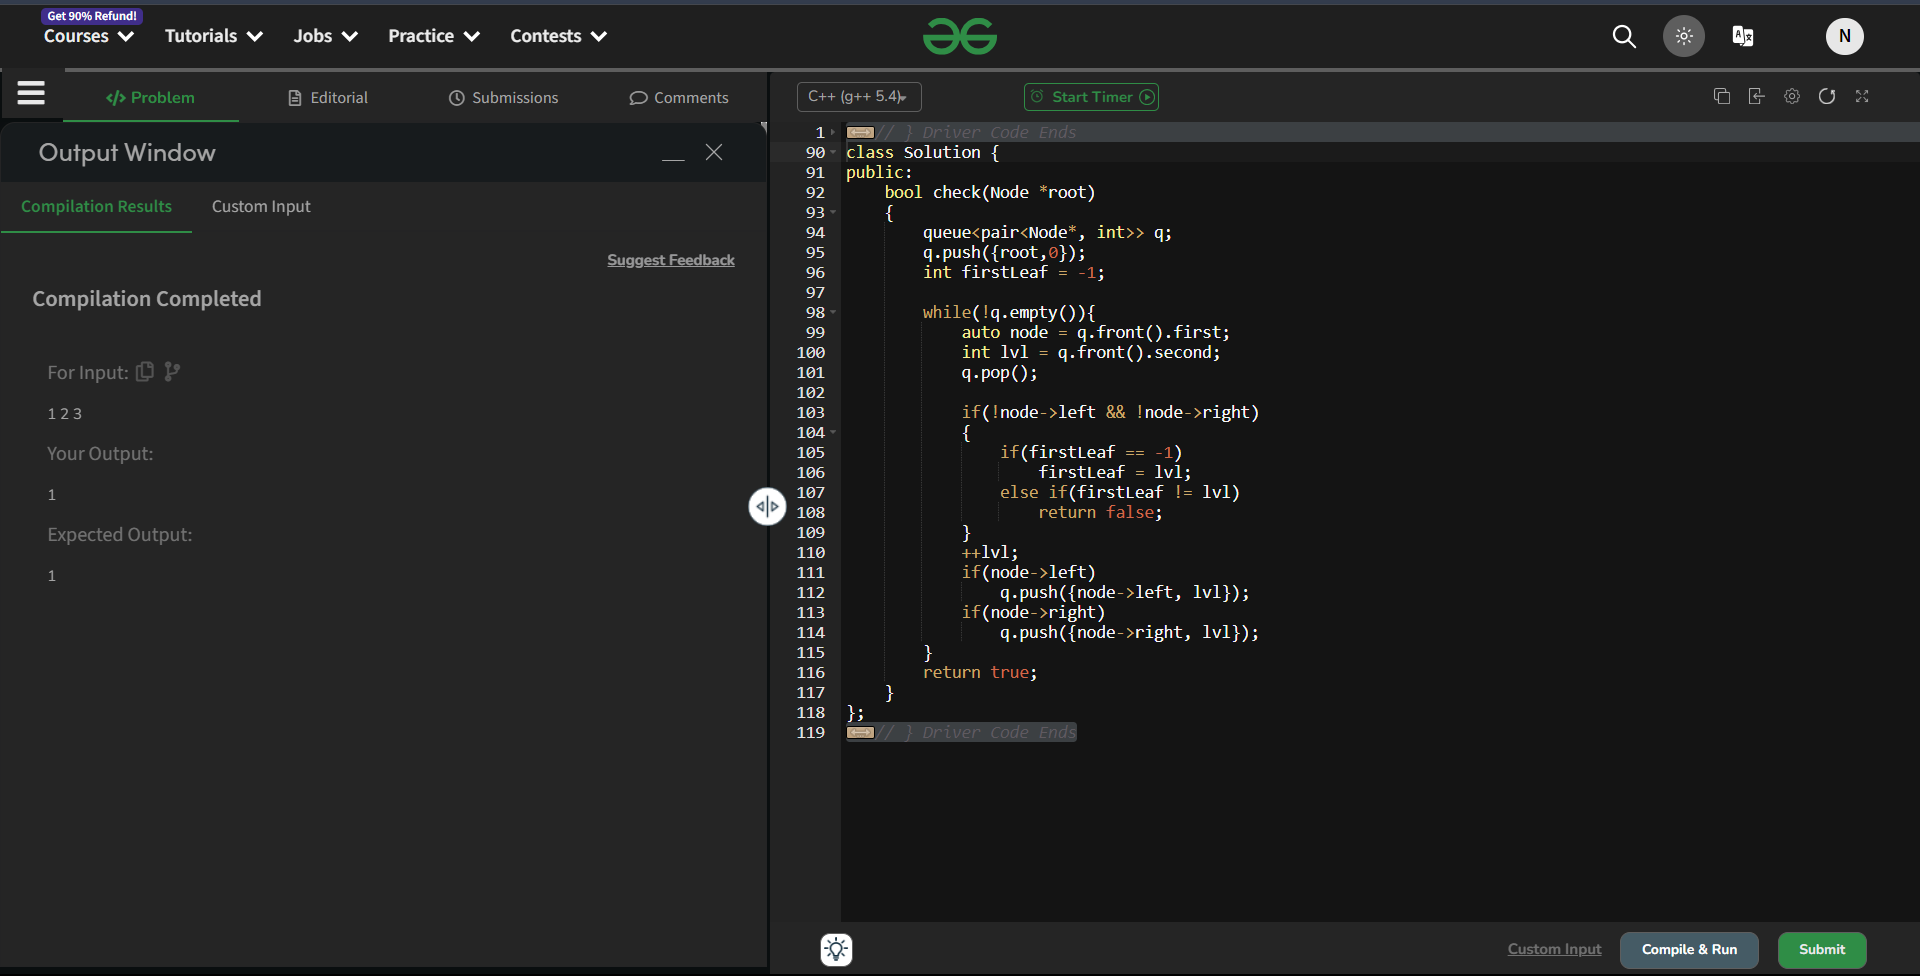 Get 90% Refund!
Courses Tutorials Jobs Practice Contests
N
</> Problem Editorial Submissions Comments
Output Window
Compilation Results Custom Input
Suggest Feedback
Compilation Completed
For Input:
1 2 3
Your Output:
1
Expected Output:
1
C++ (g++ 5.4) Start Timer
1 // } Driver Code Ends
90 class Solution {
91 public:
92     bool check(Node *root)
93     {
94         queue<pair<Node*, int>> q;
95         q.push({root,0});
96         int firstLeaf = -1;
97
98         while(!q.empty()){
99             auto node = q.front().first;
100             int lvl = q.front().second;
101             q.pop();
102
103             if(!node->left && !node->right)
104             {
105                 if(firstLeaf == -1)
106                     firstLeaf = lvl;
107                 else if(firstLeaf != lvl)
108                     return false;
109             }
110             ++lvl;
111             if(node->left)
112                 q.push({node->left, lvl});
113             if(node->right)
114                 q.push({node->right, lvl});
115         }
116         return true;
117     }
118 };
119 // } Driver Code Ends
Custom Input Compile & Run Submit